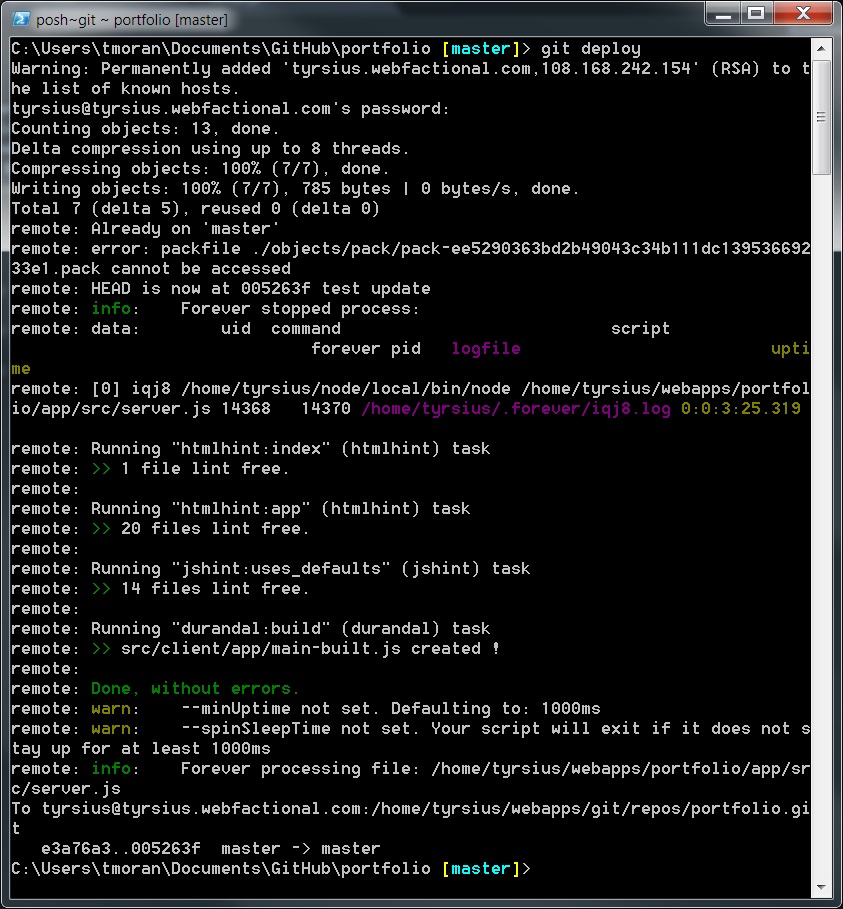 posh~git ~ portfolio [master]
C:\Users\tmoran\Documents\GitHub\portfolio [master]> git deploy
Warning: Permanently added 'tyrsius.webfactional.com,108.168.242.154' (RSA) to t
he list of known hosts.
tyrsius@tyrsius.webfactional.com's password:
Counting objects: 13, done.
Delta compression using up to 8 threads.
Compressing objects: 100% (7/7), done.
Writing objects: 100% (7/7), 785 bytes | 0 bytes/s, done.
Total 7 (delta 5), reused 0 (delta 0)
remote: Already on 'master'
remote: error: packfile ./objects/pack/pack-ee5290363bd2b49043c34b111dc139536692
33e1.pack cannot be accessed
remote: HEAD is now at 005263f test update
remote: info:    Forever stopped process:
remote: data:        uid  command                           script
                              forever pid   logfile                         upti
me
remote: [0] iqj8 /home/tyrsius/node/local/bin/node /home/tyrsius/webapps/portfol
io/app/src/server.js 14368   14370 /home/tyrsius/.forever/iqj8.log 0:0:3:25.319
remote: Running "htmlhint:index" (htmlhint) task
remote: >> 1 file lint free.
remote:
remote: Running "htmlhint:app" (htmlhint) task
remote: >> 20 files lint free.
remote:
remote: Running "jshint:uses_defaults" (jshint) task
remote: >> 14 files lint free.
remote:
remote: Running "durandal:build" (durandal) task
remote: >> src/client/app/main-built.js created !
remote:
remote: Done, without errors.
remote: warn:    --minUptime not set. Defaulting to: 1000ms
remote: warn:    --spinSleepTime not set. Your script will exit if it does not s
tay up for at least 1000ms
remote: info:    Forever processing file: /home/tyrsius/webapps/portfolio/app/sr
c/server.js
To tyrsius@tyrsius.webfactional.com:/home/tyrsius/webapps/git/repos/portfolio.gi
t
   e3a76a3..005263f  master -> master
C:\Users\tmoran\Documents\GitHub\portfolio [master]>